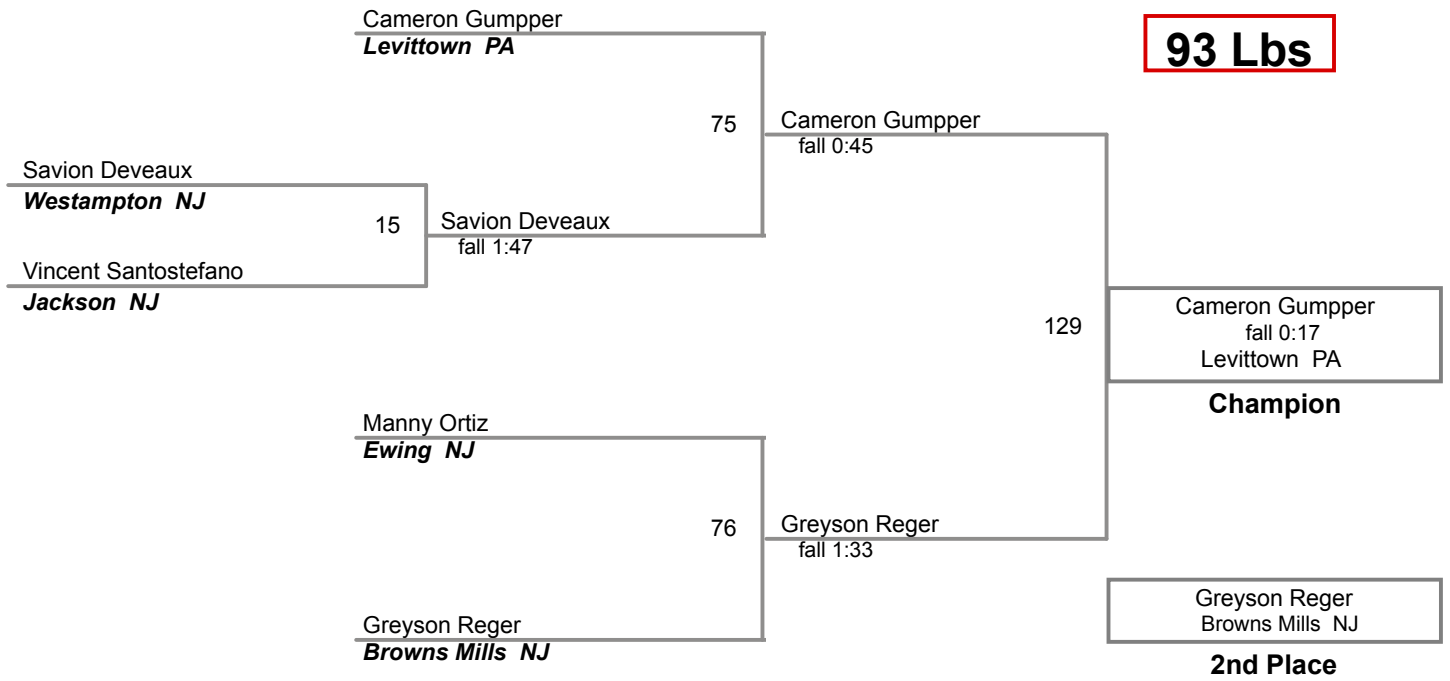 Cameron Gumpper
Levittown PA
93 Lbs
75
Cameron Gumpper
fall 0:45
Savion Deveaux
Westampton NJ
15
Savion Deveaux
fall 1:47
Vincent Santostefano
Jackson NJ
129
Cameron Gumpper
fall 0:17
Levittown PA
Champion
Manny Ortiz
Ewing NJ
76
Greyson Reger
fall 1:33
Greyson Reger
Browns Mills NJ
Greyson Reger
Browns Mills NJ
2nd Place